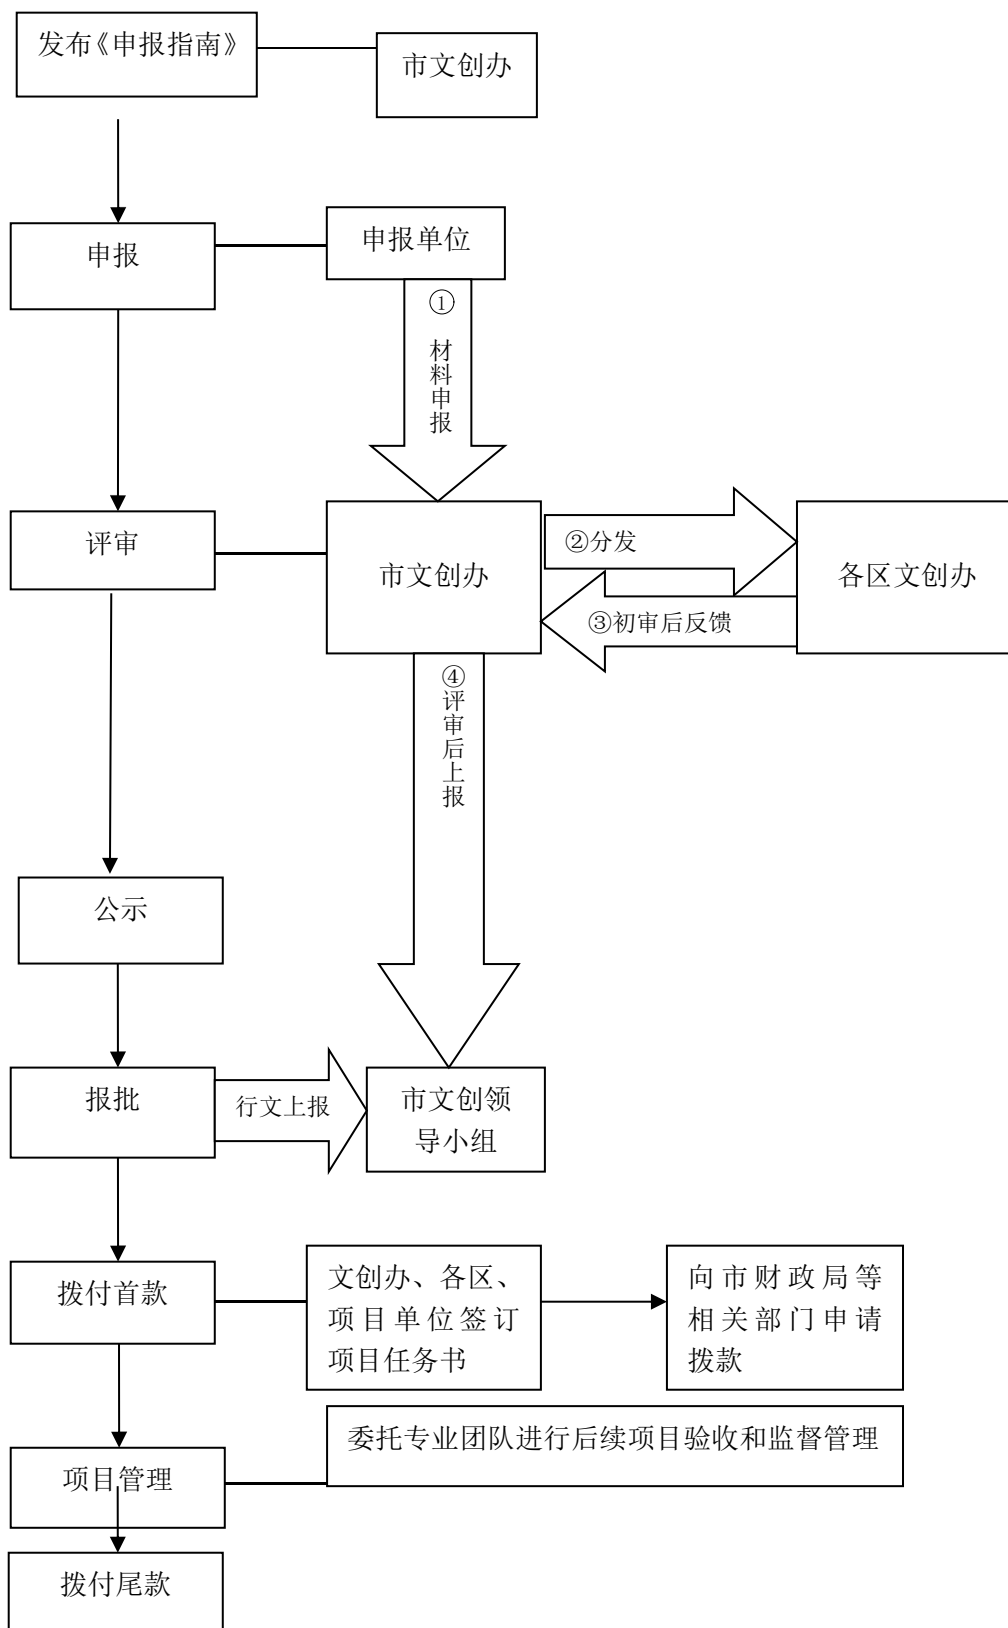 发布《申报指南》
市文创办
申报
申报单位
①
材料申报
评审
市文创办
②分发
各区文创办
③初审后反馈
④评审后上报
公示
报批
行文上报
市文创领
导小组
拨付首款
文创办、各区、
项目单位签订
项目任务书
向市财政局等
相关部门申请
拨款
委托专业团队进行后续项目验收和监督管理
项目管理
拨付尾款